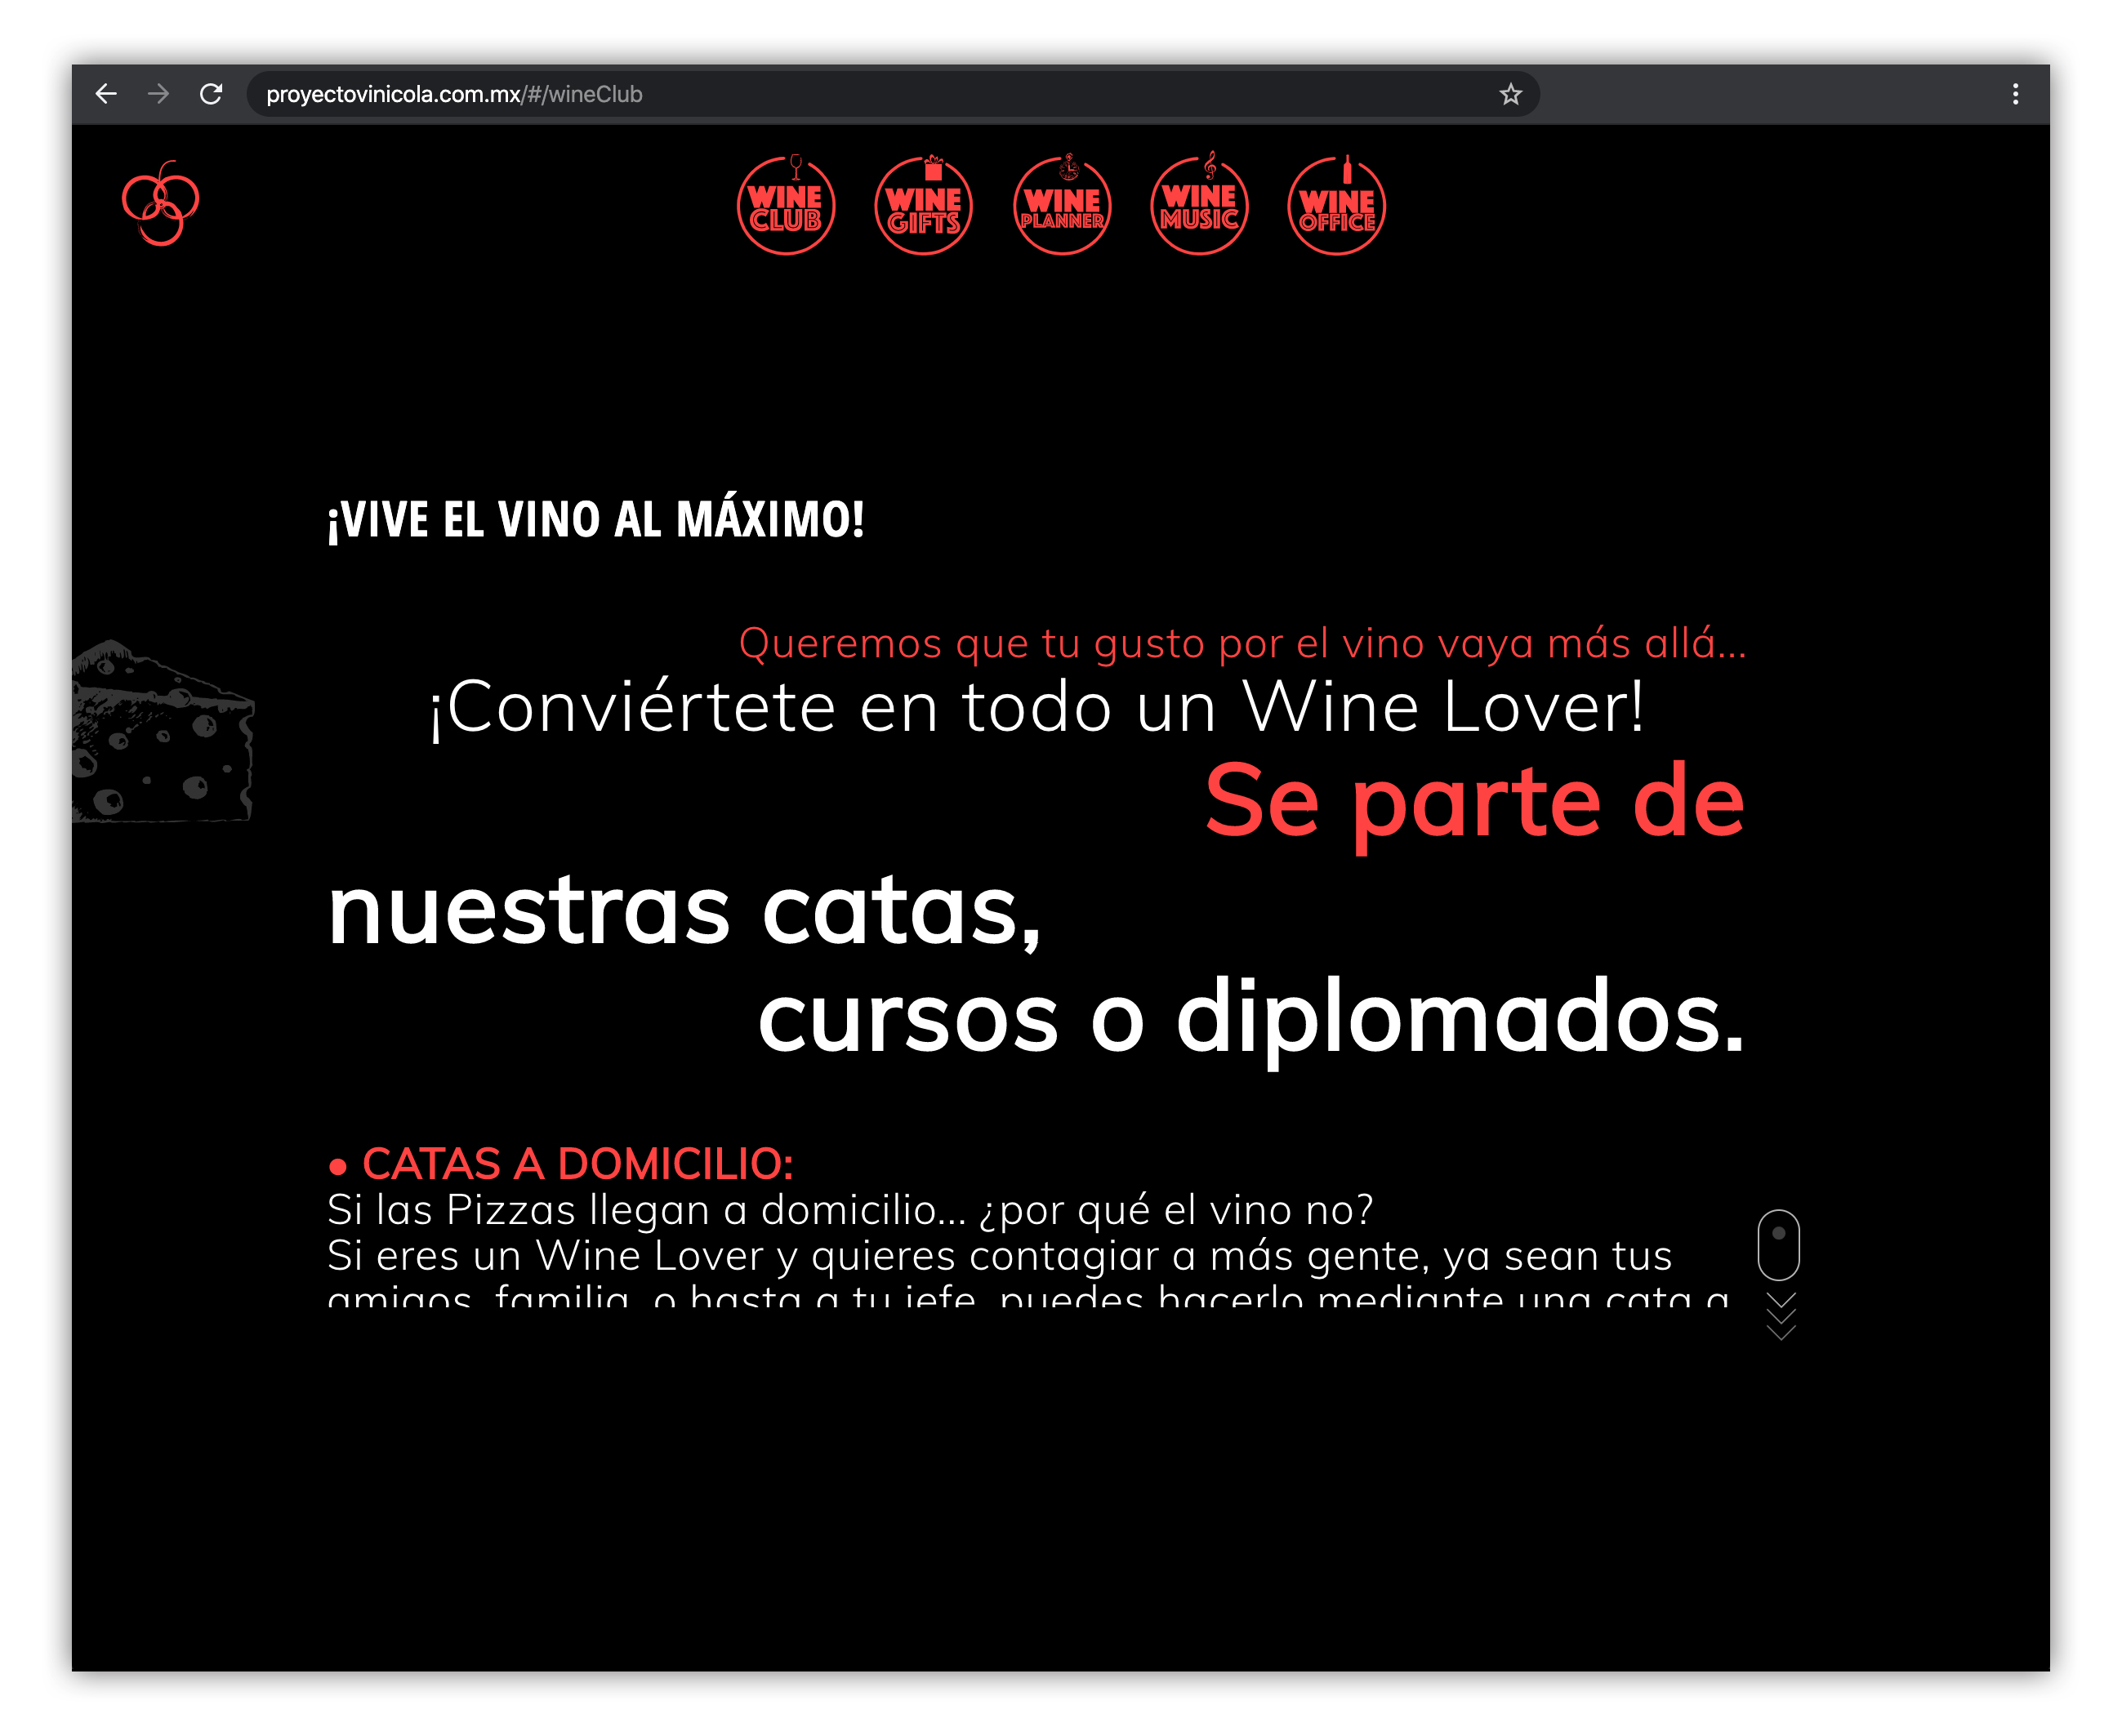 proyectovinicola.com.mx/#/wineClub
WINE CLUB
WINE GIFTS
WINE PLANNER
WINE MUSIC
WINE OFFICE
¡VIVE EL VINO AL MÁXIMO!
Queremos que tu gusto por el vino vaya más allá...
¡Conviértete en todo un Wine Lover!
Se parte de
nuestras catas,
cursos o diplomados.
• CATAS A DOMICILIO:
Si las Pizzas llegan a domicilio... ¿por qué el vino no?
Si eres un Wine Lover y quieres contagiar a más gente, ya sean tus
amigos, familia, o hasta a tu jefe, puedes hacerlo mediante una cata a